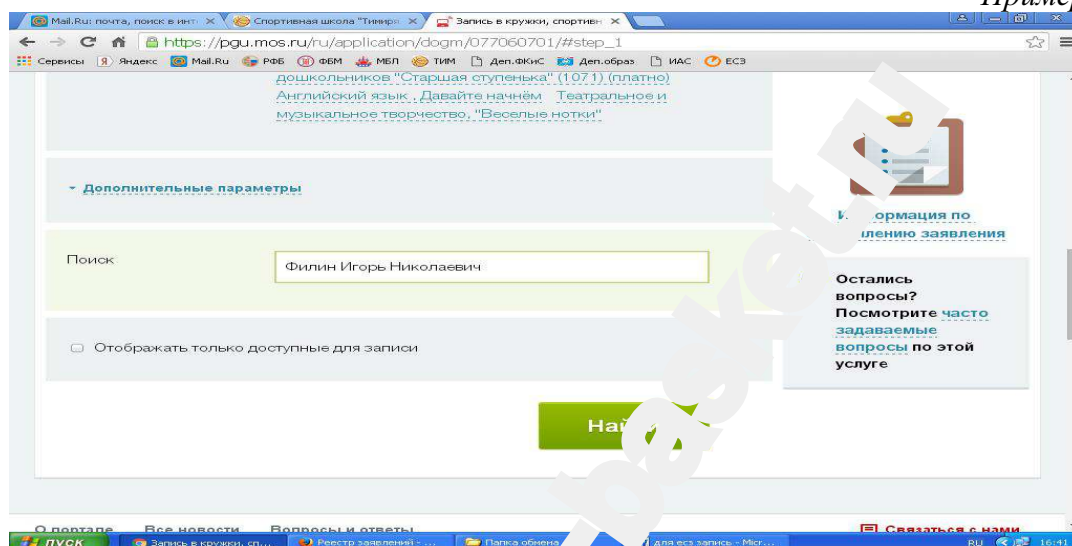 Пример
Mail.Ru: почта, поиск в инт
Спортивная школа "Тимир
Запись в кружки, спортивн
https://pgu.mos.ru/ru/application/dogm/077060701/#step_1
Сервисы Яндекс Mail.Ru РФБ ФБМ МБЛ ТИМ Деп.ФКиС Деп.образ ИАС ЕСЗ
дошкольников "Старшая ступенька" (1071) (платно)
Английский язык , Давайте начнём Театральное и
музыкальное творчество, "Веселые нотки"
Дополнительные параметры
ормация по
лению заявления
Поиск
Филин Игорь Николаевич
Остались
вопросы?
Посмотрите часто
задаваемые
вопросы по этой
услуге
Отображать только доступные для записи
Най
basket.ru
О портале Все новости Вопросы и ответы
Связаться с нами
пуск
Запись в кружки, сп...
Реестр заявлений - ...
Папка обмена
для есз запись - Micr...
RU
16:41